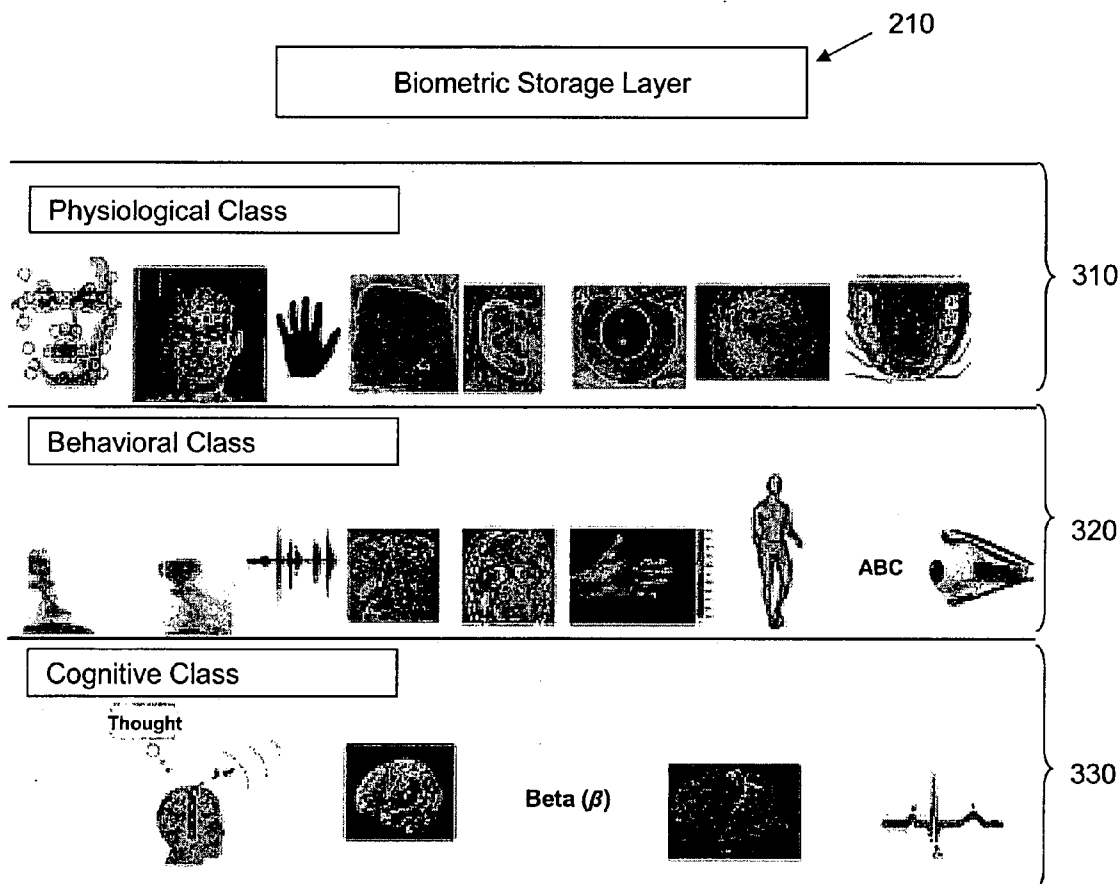 210
Biometric Storage Layer
Physiological Class
310
Behavioral Class
320
ABC
Cognitive Class
Thought
Beta (β)
330